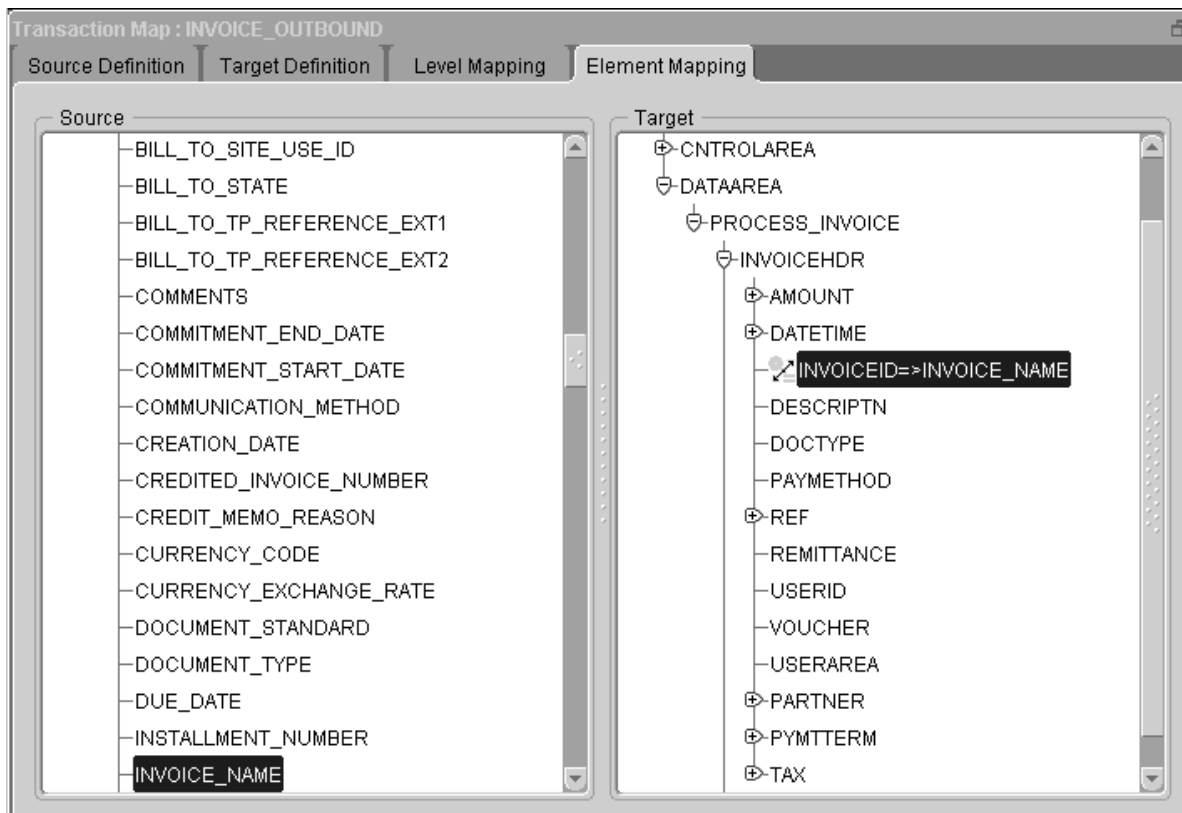 Transaction Map : INVOICE_OUTBOUND
Source Definition
Target Definition
Level Mapping
Element Mapping
Source
BILL_TO_SITE_USE_ID
BILL_TO_STATE
BILL_TO_TP_REFERENCE_EXT1
BILL_TO_TP_REFERENCE_EXT2
COMMENTS
COMMITMENT_END_DATE
COMMITMENT_START_DATE
COMMUNICATION_METHOD
CREATION_DATE
CREDITED_INVOICE_NUMBER
CREDIT_MEMO_REASON
CURRENCY_CODE
CURRENCY_EXCHANGE_RATE
DOCUMENT_STANDARD
DOCUMENT_TYPE
DUE_DATE
INSTALLMENT_NUMBER
INVOICE_NAME
Target
CNTROLAREA
DATAAREA
PROCESS_INVOICE
INVOICEHDR
AMOUNT
DATETIME
INVOICEID=>INVOICE_NAME
DESCRIPTN
DOCTYPE
PAYMETHOD
REF
REMITTANCE
USERID
VOUCHER
USERAREA
PARTNER
PYMTTERM
TAX